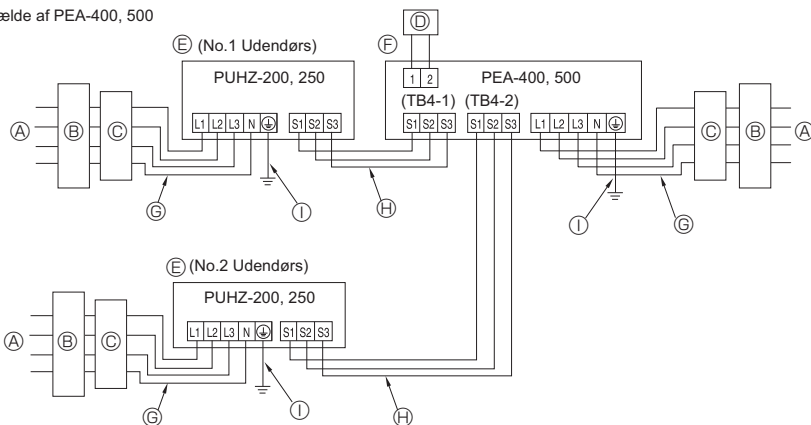 ælde af PEA-400, 500
Ⓓ
Ⓔ (No.1 Udendørs)
Ⓕ
PUHZ-200, 250
1 2
PEA-400, 500
(TB4-1) (TB4-2)
L1 L2 L3 N ⏚ S1 S2 S3
S1 S2 S3 S1 S2 S3 L1 L2 L3 N ⏚
Ⓐ Ⓑ Ⓒ
Ⓒ Ⓑ Ⓐ
Ⓖ Ⓘ Ⓗ
Ⓘ Ⓖ
Ⓔ (No.2 Udendørs)
PUHZ-200, 250
L1 L2 L3 N ⏚ S1 S2 S3
Ⓐ Ⓑ Ⓒ
Ⓖ Ⓘ Ⓗ